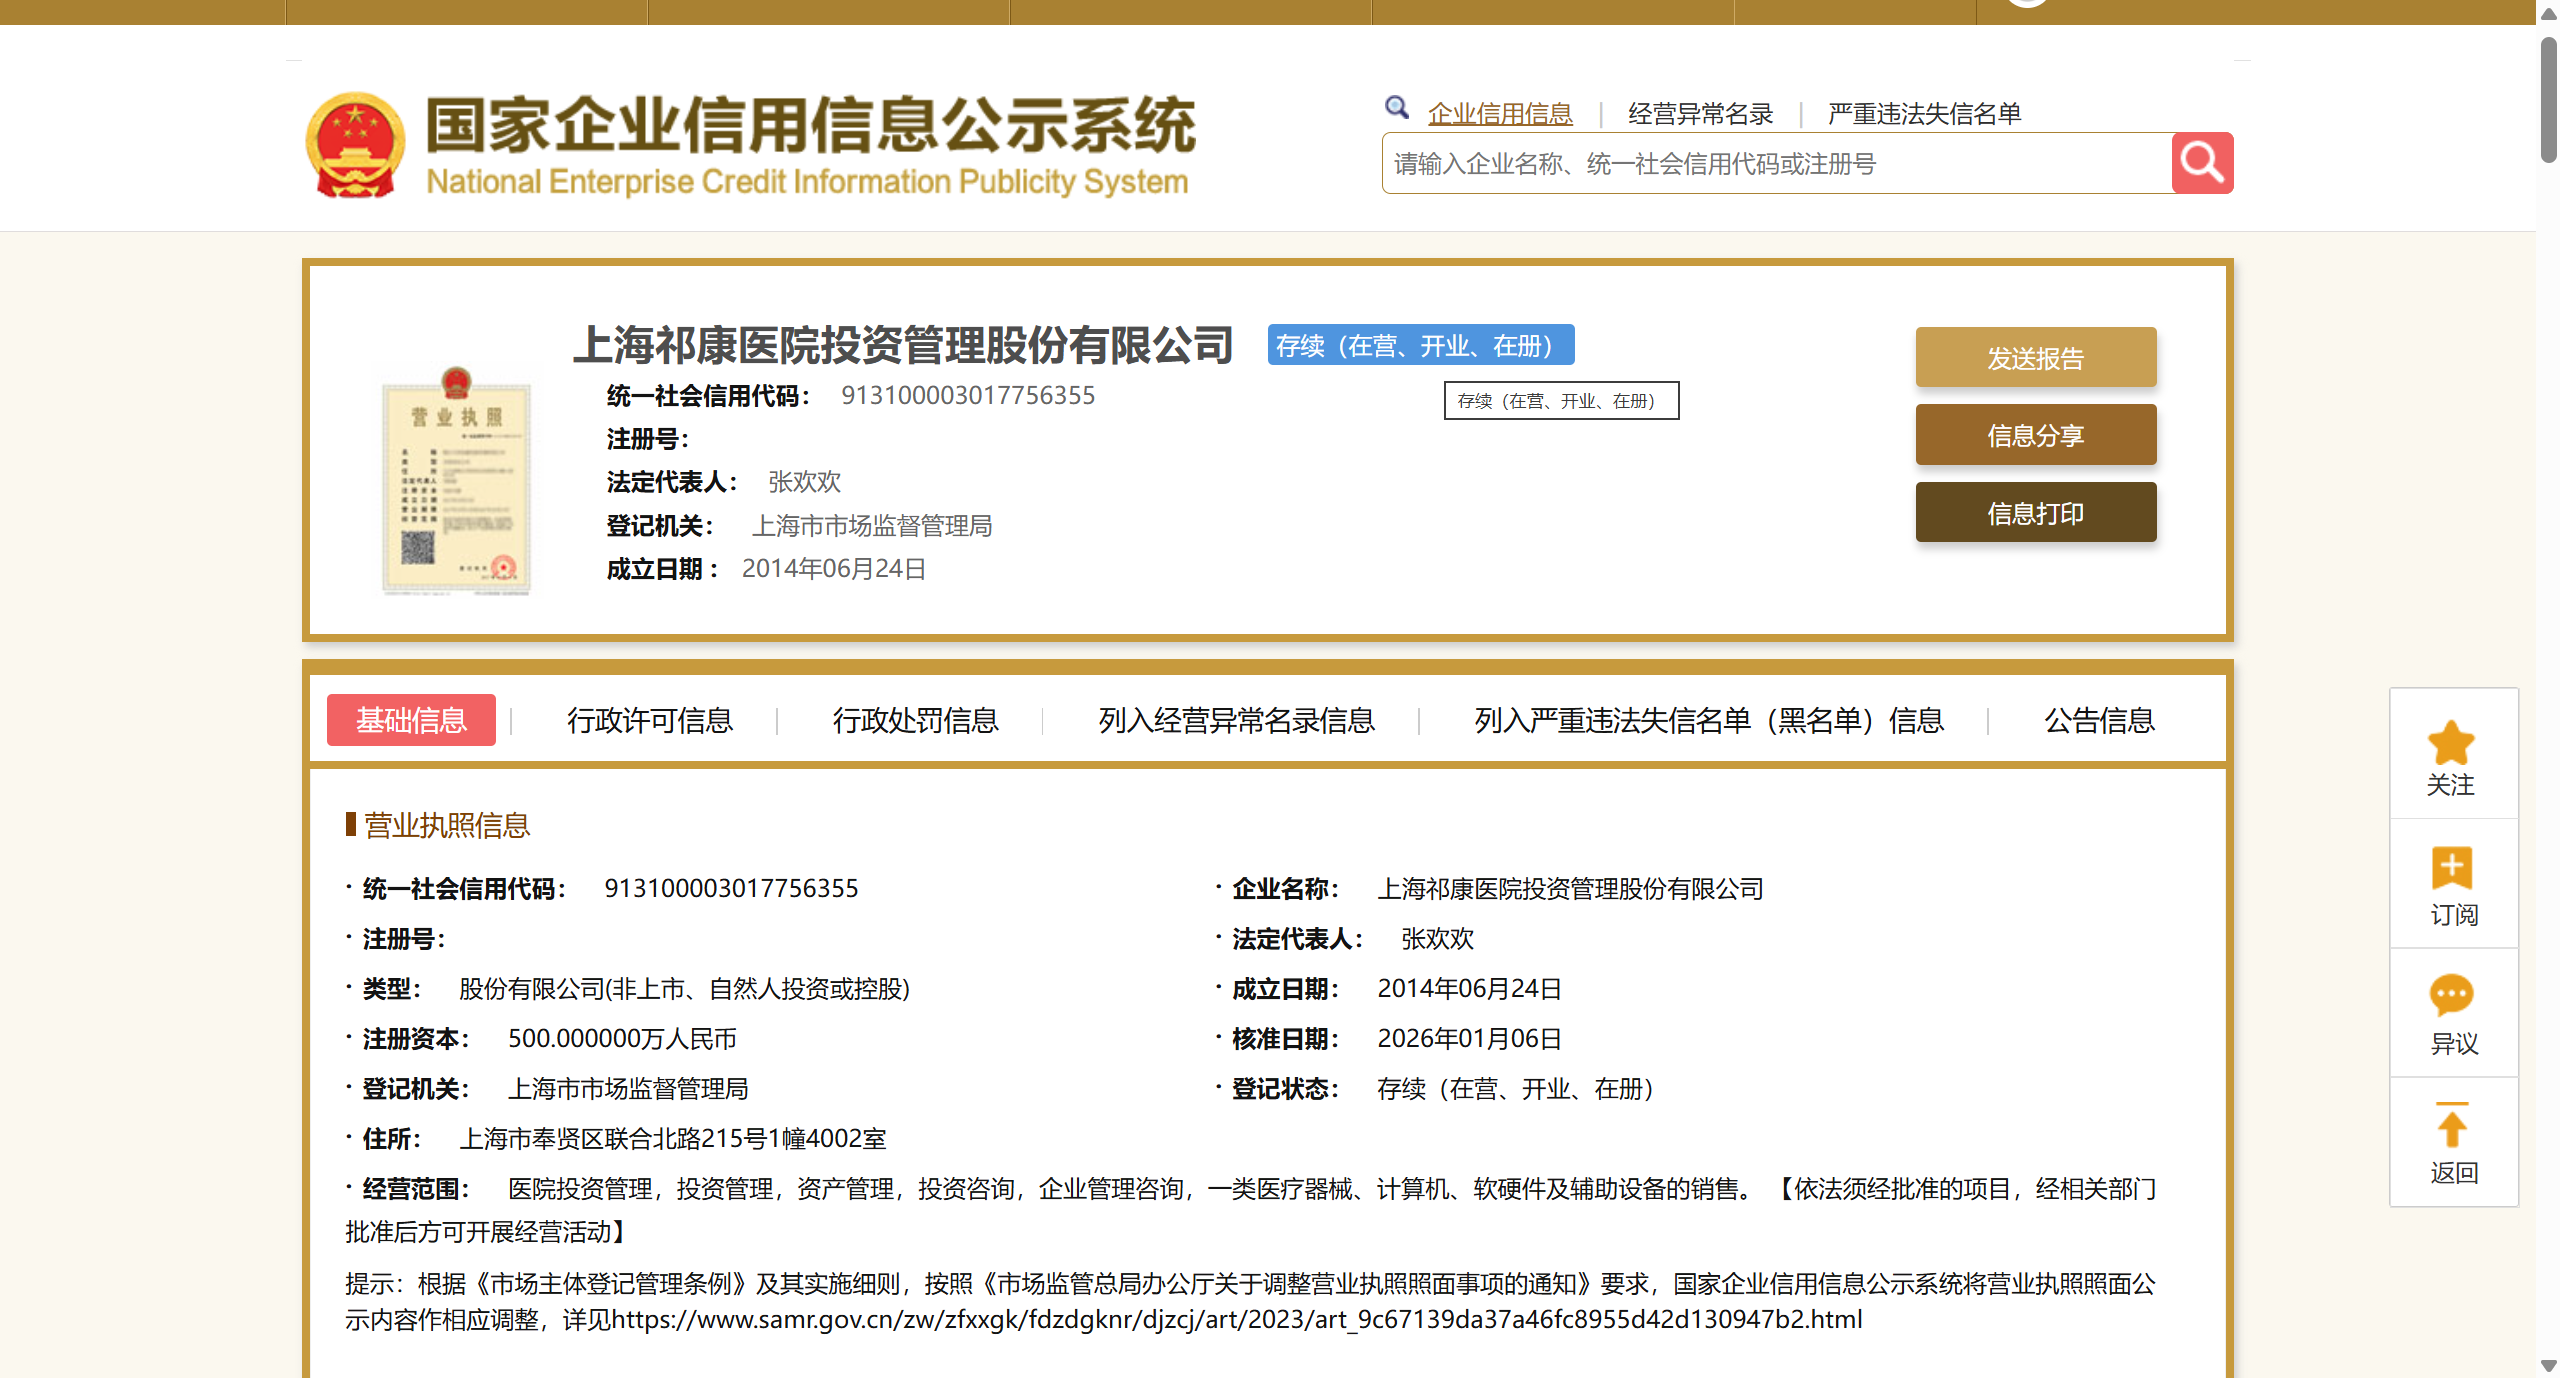 国家企业信用信息公示系统
National Enterprise Credit Information Publicity System
企业信用信息 | 经营异常名录 | 严重违法失信名单
请输入企业名称、统一社会信用代码或注册号
上海祁康医院投资管理股份有限公司 存续（在营、开业、在册）
统一社会信用代码： 913100003017756355
存续（在营、开业、在册）
注册号：
法定代表人： 张欢欢
登记机关： 上海市市场监督管理局
成立日期： 2014年06月24日
营业执照
发送报告
信息分享
信息打印
基础信息 | 行政许可信息 | 行政处罚信息 | 列入经营异常名录信息 | 列入严重违法失信名单（黑名单）信息 | 公告信息
营业执照信息
· 统一社会信用代码： 913100003017756355 · 企业名称： 上海祁康医院投资管理股份有限公司
· 注册号： · 法定代表人： 张欢欢
· 类型： 股份有限公司(非上市、自然人投资或控股) · 成立日期： 2014年06月24日
· 注册资本： 500.000000万人民币 · 核准日期： 2026年01月06日
· 登记机关： 上海市市场监督管理局 · 登记状态： 存续（在营、开业、在册）
· 住所： 上海市奉贤区联合北路215号1幢4002室
· 经营范围： 医院投资管理，投资管理，资产管理，投资咨询，企业管理咨询，一类医疗器械、计算机、软硬件及辅助设备的销售。 【依法须经批准的项目，经相关部门
批准后方可开展经营活动】
提示：根据《市场主体登记管理条例》及其实施细则，按照《市场监管总局办公厅关于调整营业执照照面事项的通知》要求，国家企业信用信息公示系统将营业执照照面公
示内容作相应调整，详见https://www.samr.gov.cn/zw/zfxxgk/fdzdgknr/djzcj/art/2023/art_9c67139da37a46fc8955d42d130947b2.html
关注
订阅
异议
返回